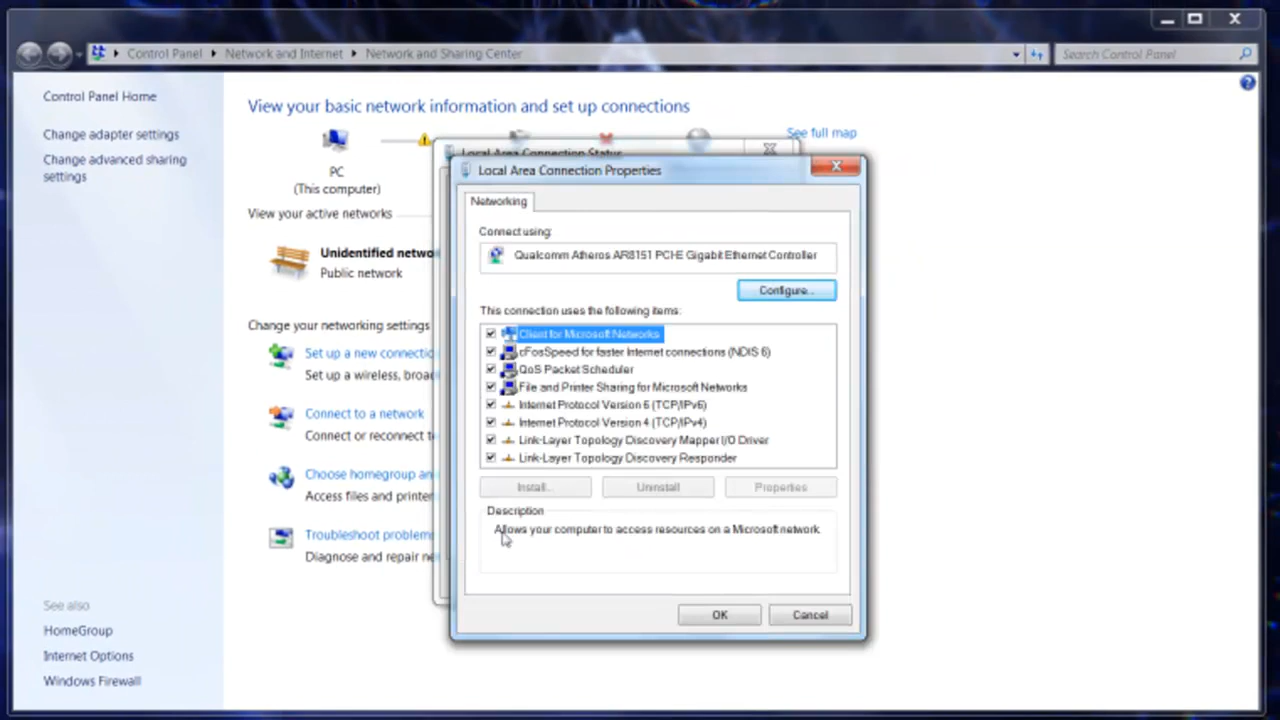 Control Panel
Network and Internet
Network and Sharing Center
Search Control Panel
Control Panel Home
Change adapter settings
Change advanced sharing
settings
See also
HomeGroup
Internet Options
Windows Firewall
View your basic network information and set up connections
See full map
PC
(This computer)
View your active networks
Unidentified netwo
Public network
Change your networking settings
Set up a new connectio
Set up a wireless, broad
Connect to a network
Connect or reconnect to
Choose homegroup an
Access files and printer
Troubleshoot problem
Diagnose and repair ne
Local Area Connection Status
Local Area Connection Properties
Networking
Connect using:
Qualcomm Atheros AR8151 PCI-E Gigabit Ethernet Controller
Configure...
This connection uses the following items:
Client for Microsoft Networks
cFosSpeed for faster Internet connections (NDIS 6)
QoS Packet Scheduler
File and Printer Sharing for Microsoft Networks
Internet Protocol Version 6 (TCP/IPv6)
Internet Protocol Version 4 (TCP/IPv4)
Link-Layer Topology Discovery Mapper I/O Driver
Link-Layer Topology Discovery Responder
Install...
Uninstall
Properties
Description
Allows your computer to access resources on a Microsoft network.
OK
Cancel